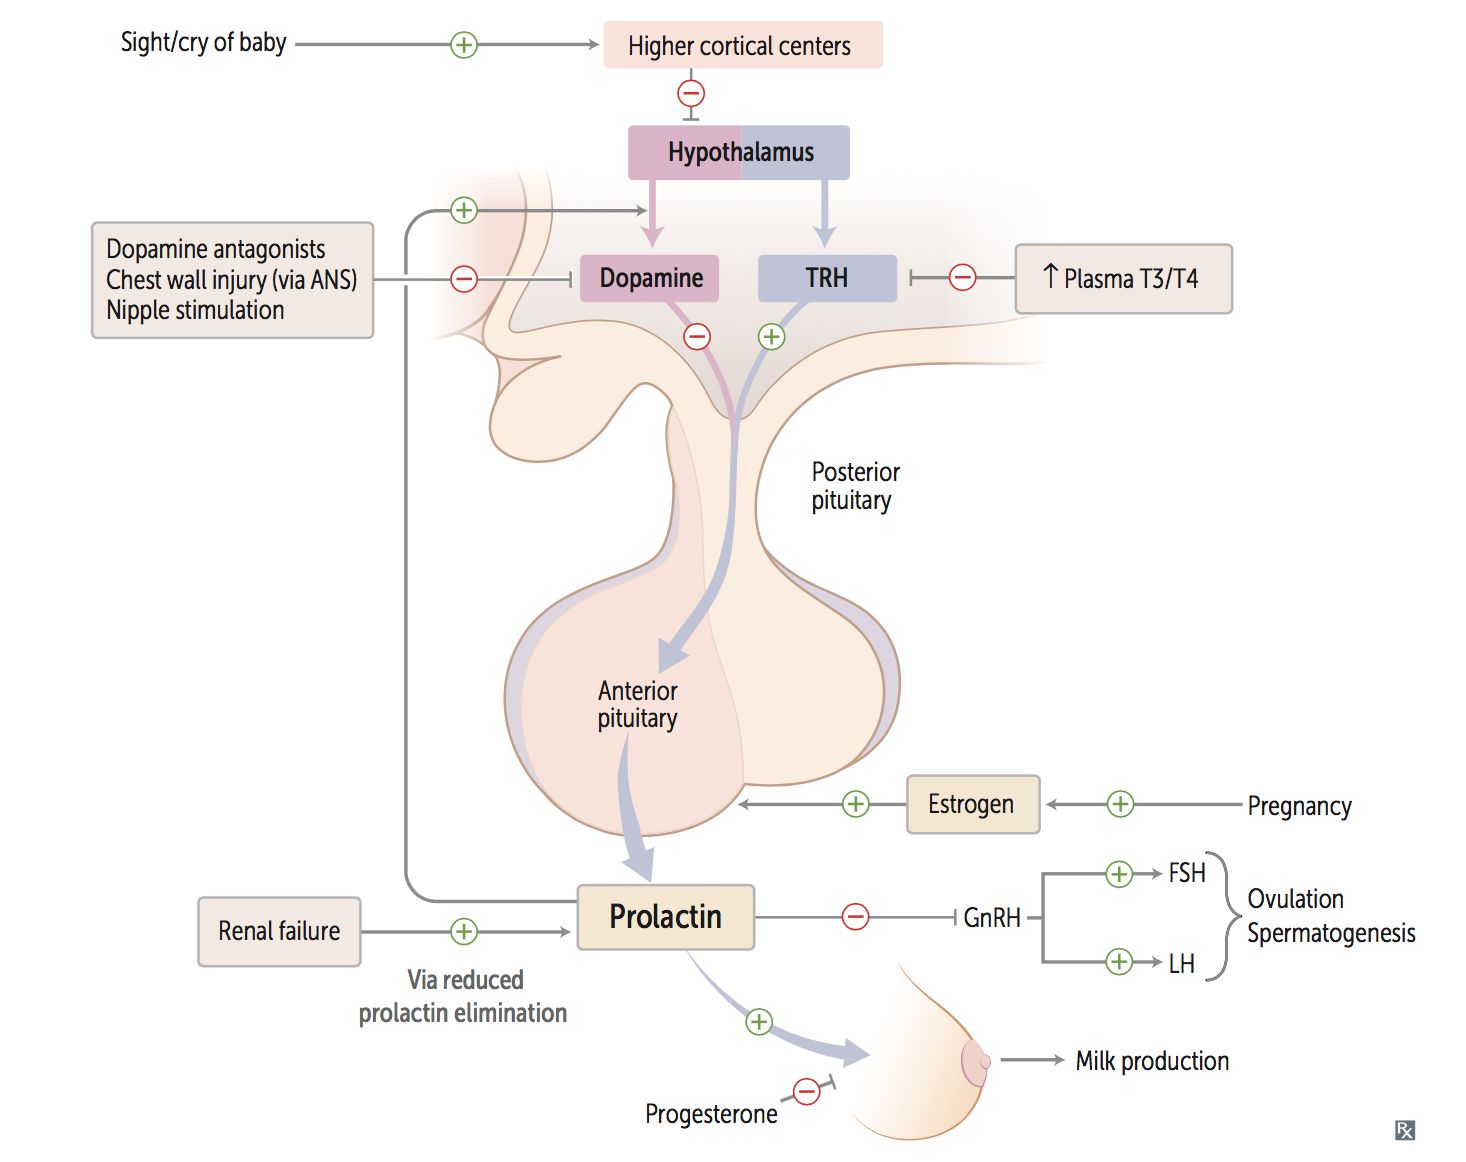 Sight/cry of baby
Higher cortical centers
Hypothalamus
Dopamine antagonists
Chest wall injury (via ANS)
Nipple stimulation
Dopamine
TRH
↑ Plasma T3/T4
Posterior
pituitary
Anterior
pituitary
Estrogen
Pregnancy
Renal failure
Via reduced
prolactin elimination
Prolactin
GnRH
FSH
LH
Ovulation
Spermatogenesis
Milk production
Progesterone
Rx